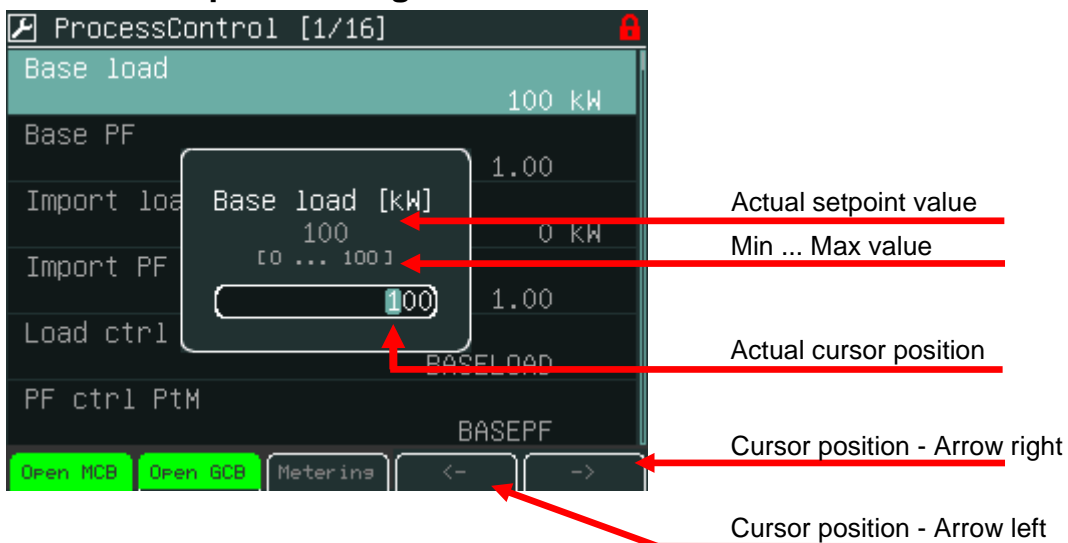 ProcessControl [1/16]
Base load
100 kW
Base PF
1.00
Import loa
0 kW
Import PF
1.00
Load ctrl
BASELOAD
PF ctrl PtM
BASEPF
Base load [kW]
100
[0 ... 100]
100
Open MCB Open GCB Metering <- ->
Actual setpoint value
Min ... Max value
Actual cursor position
Cursor position - Arrow right
Cursor position - Arrow left